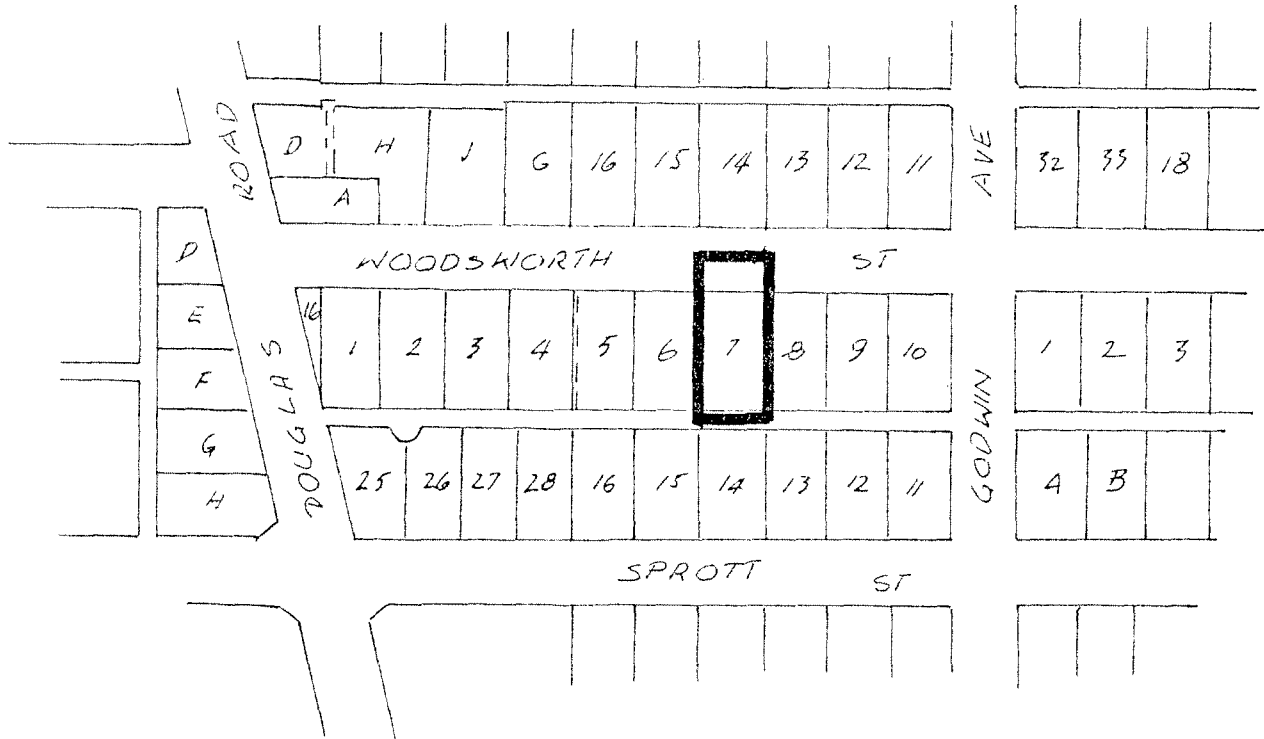 D H J G 16 15 14 13 12 11 32 33 18
A
ROAD
AVE
WOODSWORTH ST
D
E
F
G
H
16 1 2 3 4 5 6 7 8 9 10 1 2 3
DOUGLAS
GODWIN
25 26 27 28 16 15 14 13 12 11 A B
SPROTT ST